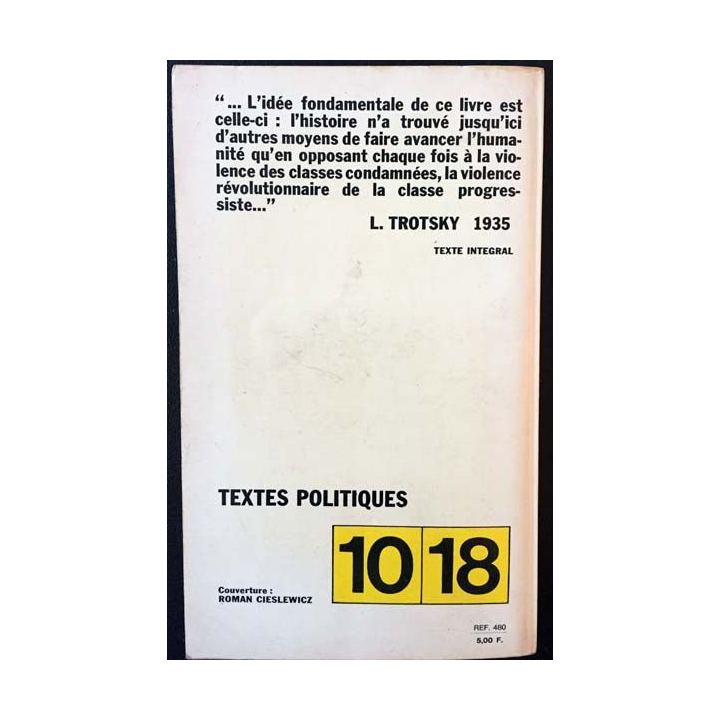 “... L'idée fondamentale de ce livre est
celle-ci : l'histoire n'a trouvé jusqu'ici
d'autres moyens de faire avancer l'huma-
nité qu'en opposant chaque fois à la vio-
lence des classes condamnées, la violence
révolutionnaire de la classe progres-
siste...”
L. TROTSKY 1935
TEXTE INTEGRAL
TEXTES POLITIQUES
10 18
Couverture :
ROMAN CIESLEWICZ
REF. 480
5,00 F.